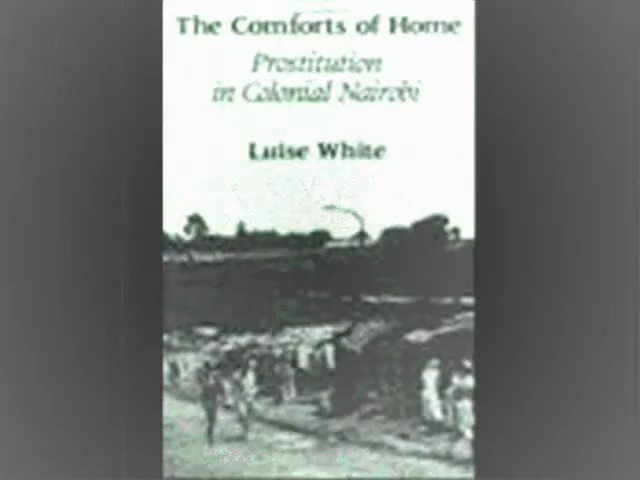 The Comforts of Home
Prostitution
in Colonial Nairobi
Luise White